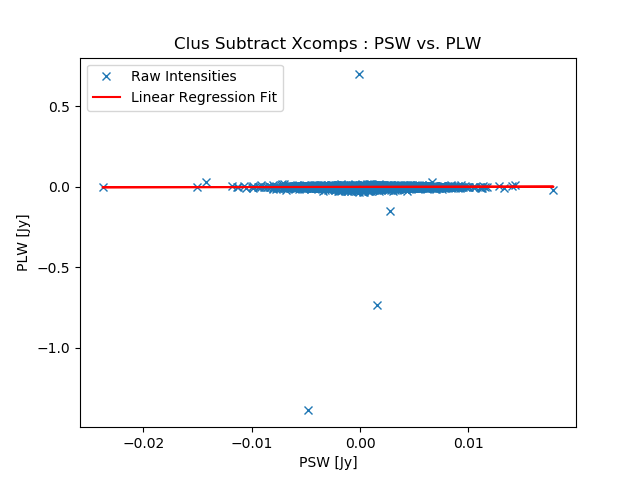 Clus Subtract Xcomps : PSW vs. PLW
Raw Intensities
Linear Regression Fit
0.5
0.0
−0.5
−1.0
PLW [Jy]
−0.02
−0.01
0.00
0.01
PSW [Jy]